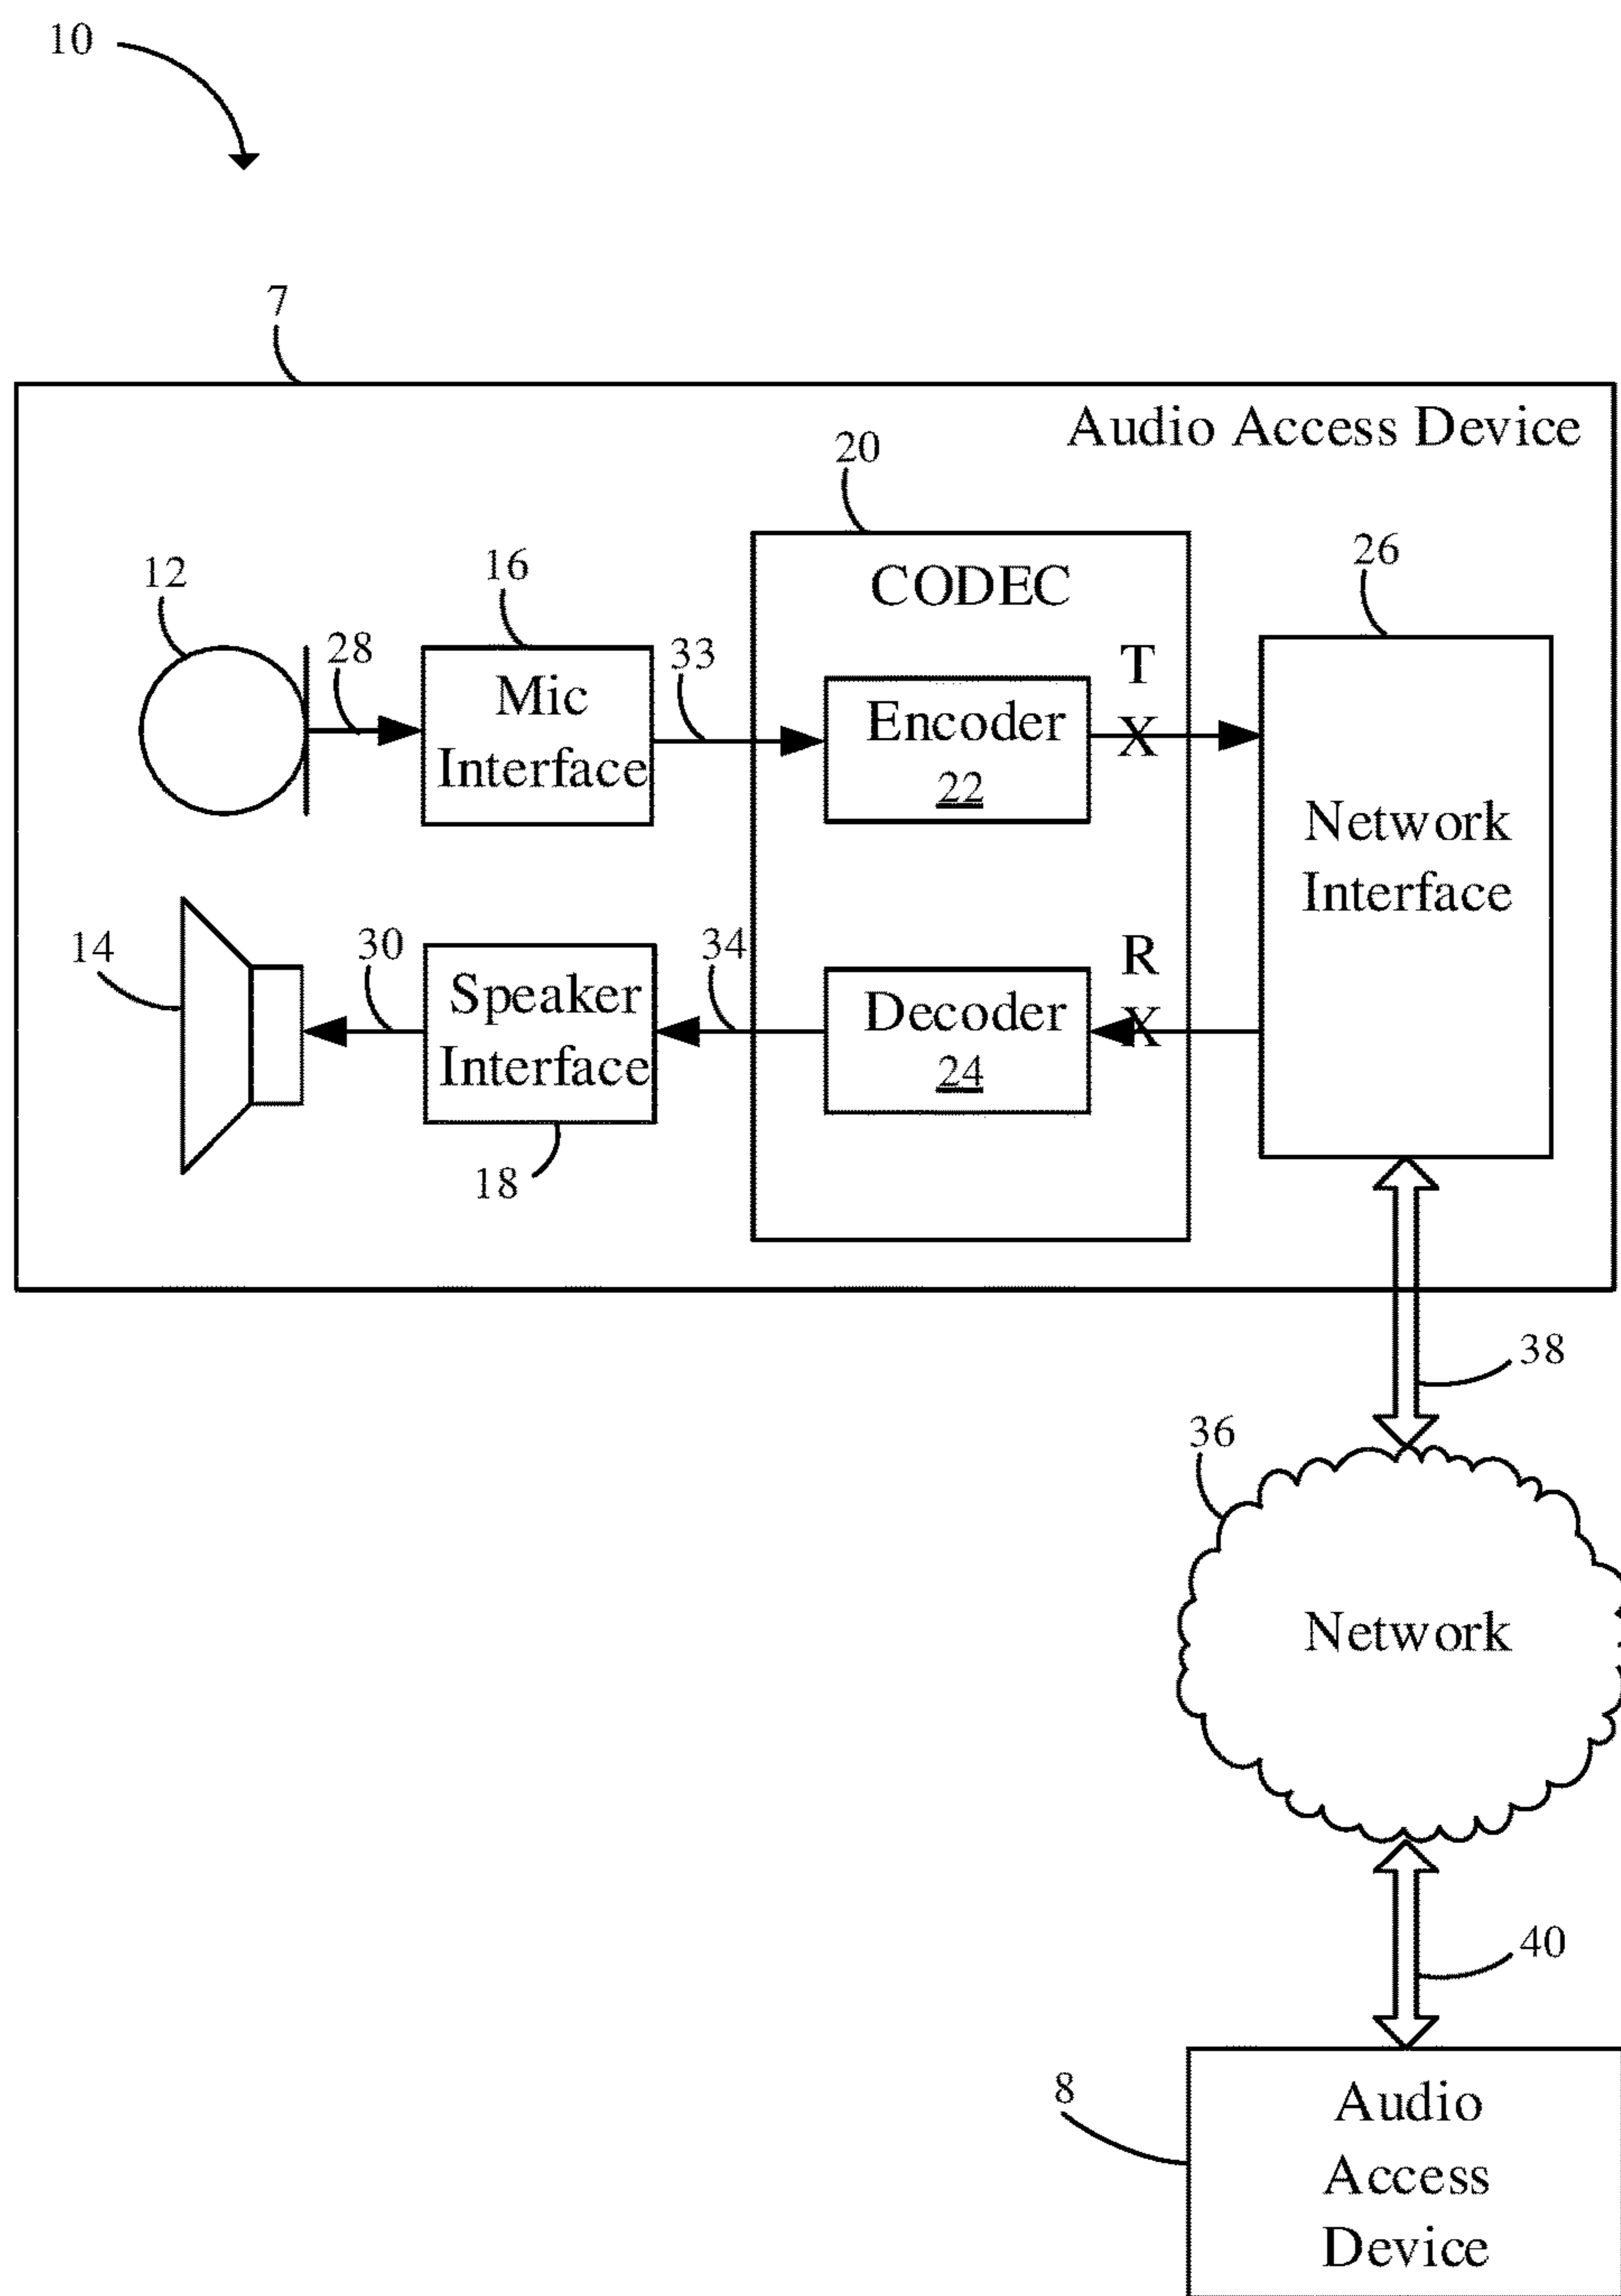 10
7
Audio Access Device
20
CODEC
12
28
16
Mic
Interface
33
Encoder
22
T
X
26
Network
Interface
14
30
Speaker
Interface
18
34
Decoder
24
R
X
38
36
Network
40
8
Audio
Access
Device